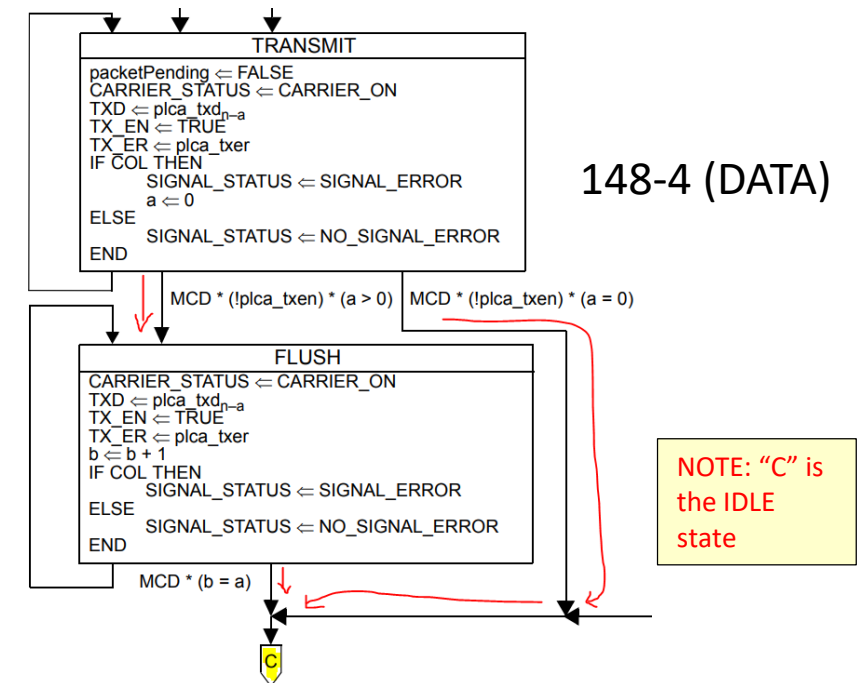 TRANSMIT
packetPending ⇐ FALSE
CARRIER_STATUS ⇐ CARRIER_ON
TXD ⇐ plca_txdn–a
TX_EN ⇐ TRUE
TX_ER ⇐ plca_txer
IF COL THEN
SIGNAL_STATUS ⇐ SIGNAL_ERROR
a ⇐ 0
ELSE
SIGNAL_STATUS ⇐ NO_SIGNAL_ERROR
END
148-4 (DATA)
MCD * (!plca_txen) * (a > 0)
MCD * (!plca_txen) * (a = 0)
FLUSH
CARRIER_STATUS ⇐ CARRIER_ON
TXD ⇐ plca_txdn–a
TX_EN ⇐ TRUE
TX_ER ⇐ plca_txer
b ⇐ b + 1
IF COL THEN
SIGNAL_STATUS ⇐ SIGNAL_ERROR
ELSE
SIGNAL_STATUS ⇐ NO_SIGNAL_ERROR
END
NOTE: “C” is
the IDLE
state
MCD * (b = a)
C